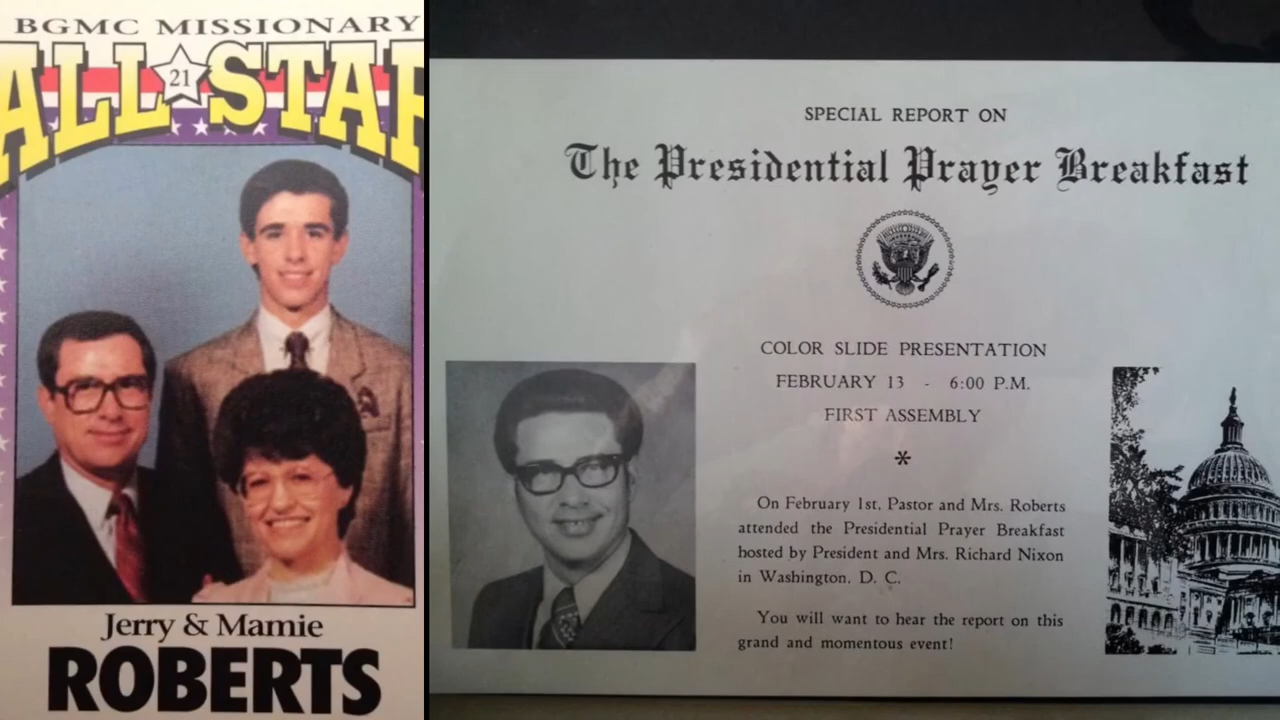 BGMC MISSIONARY
ALL STAR
21
Jerry & Mamie
ROBERTS
SPECIAL REPORT ON
The Presidential Prayer Breakfast
COLOR SLIDE PRESENTATION
FEBRUARY 13 - 6:00 P.M.
FIRST ASSEMBLY
*
On February 1st, Pastor and Mrs. Roberts
attended the Presidential Prayer Breakfast
hosted by President and Mrs. Richard Nixon
in Washington. D. C.
You will want to hear the report on this
grand and momentous event!